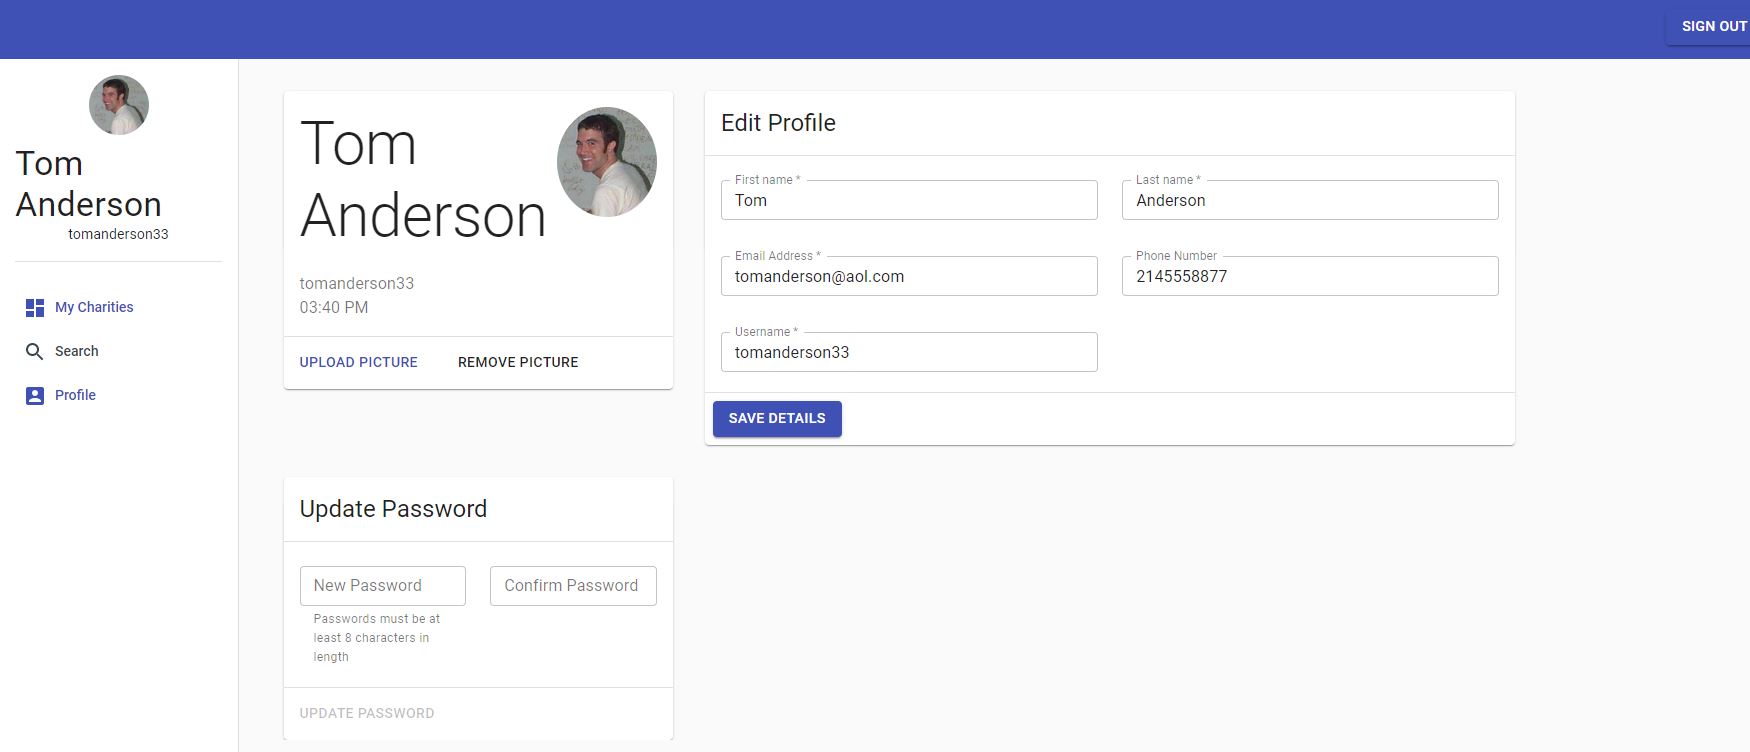 SIGN OUT
Tom
Anderson
tomanderson33
My Charities
Search
Profile
Tom
Anderson
tomanderson33
03:40 PM
UPLOAD PICTURE
REMOVE PICTURE
Edit Profile
First name *
Tom
Last name *
Anderson
Email Address *
tomanderson@aol.com
Phone Number
2145558877
Username *
tomanderson33
SAVE DETAILS
Update Password
New Password
Confirm Password
Passwords must be at
least 8 characters in
length
UPDATE PASSWORD